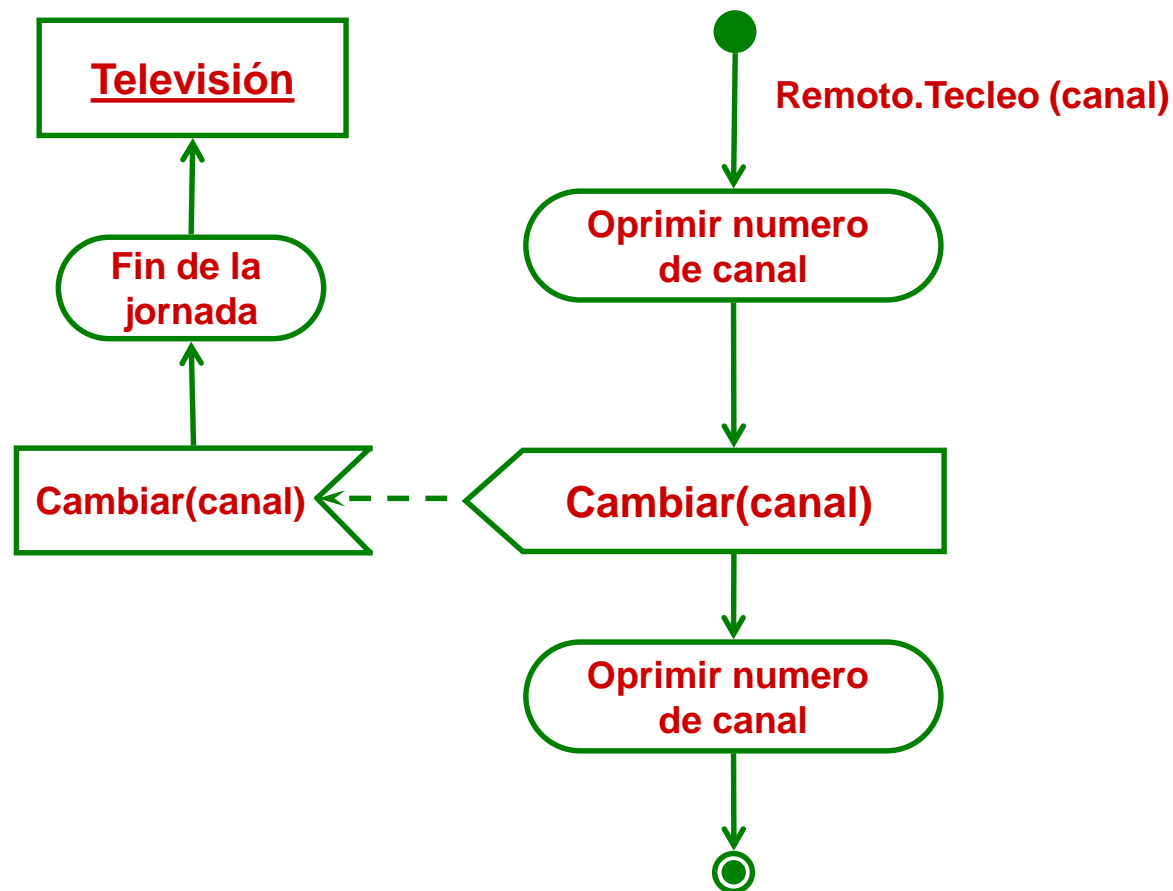 Televisión
Remoto.Tecleo (canal)
Oprimir numero
de canal
Fin de la
jornada
Cambiar(canal)
Cambiar(canal)
Oprimir numero
de canal